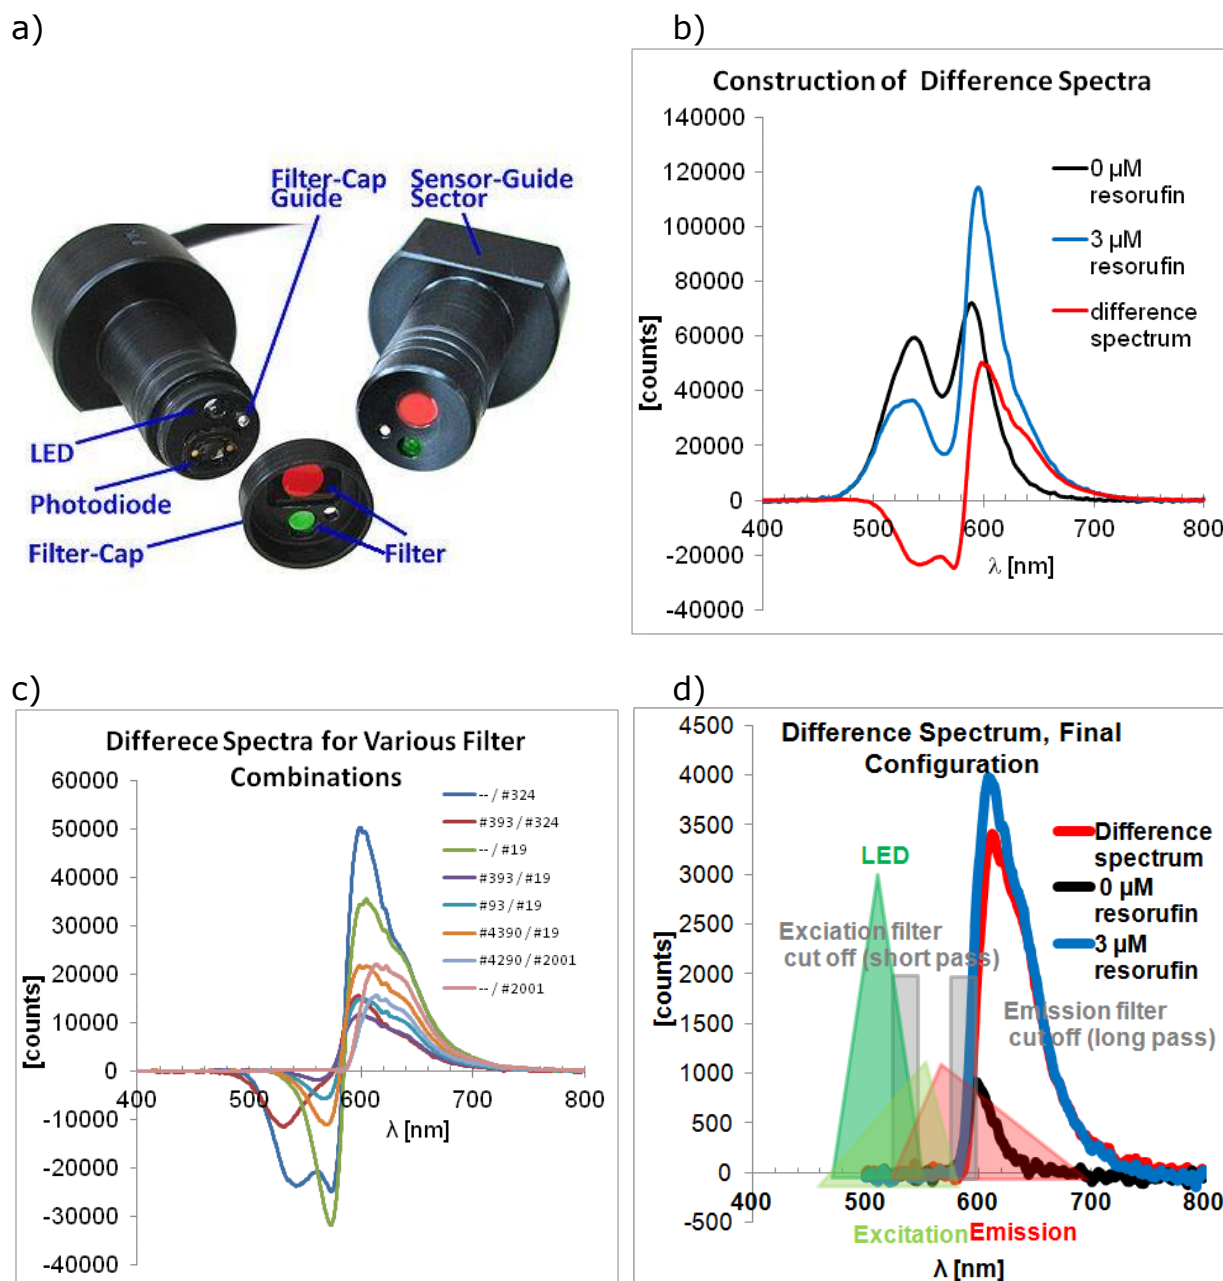 a)
Filter-Cap
Guide
Sensor-Guide
Sector
LED
Photodiode
Filter-Cap
Filter
b)
Construction of Difference Spectra
140000
120000
100000
80000
60000
40000
20000
0
-20000
-40000
[counts]
400 500 600 700 800
λ [nm]
0 µM
resorufin
3 µM
resorufin
difference
spectrum
c)
Differece Spectra for Various Filter
Combinations
60000
50000
40000
30000
20000
10000
0
-10000
-20000
-30000
-40000
[counts]
400 500 600 700 800
λ [nm]
-- / #324
#393 / #324
-- / #19
#393 / #19
#93 / #19
#4390 / #19
#4290 / #2001
-- / #2001
d)
Difference Spectrum, Final
Configuration
4500
4000
3500
3000
2500
2000
1500
1000
500
0
-500
[counts]
LED
Exciation filter
cut off (short pass)
Difference
spectrum
0 µM
resorufin
3 µM
resorufin
Emission filter
cut off (long pass)
400 500 600 700 800
Excitation Emission
λ [nm]